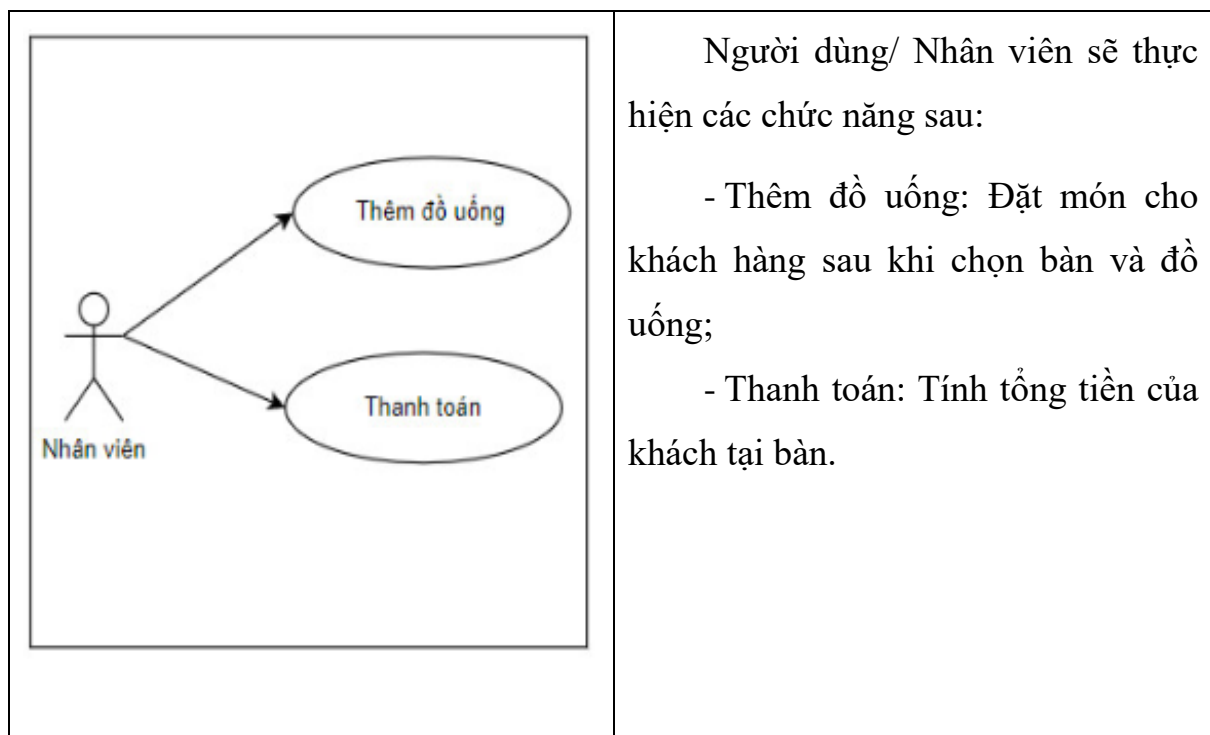 Thêm đồ uống
Thanh toán
Nhân viên
Người dùng/ Nhân viên sẽ thực
hiện các chức năng sau:
- Thêm đồ uống: Đặt món cho
khách hàng sau khi chọn bàn và đồ
uống;
- Thanh toán: Tính tổng tiền của
khách tại bàn.